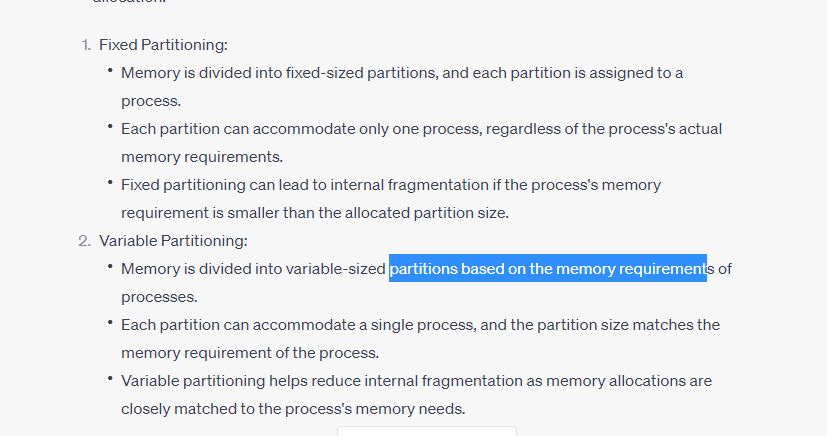 allocation.
1. Fixed Partitioning:
• Memory is divided into fixed-sized partitions, and each partition is assigned to a
process.
• Each partition can accommodate only one process, regardless of the process's actual
memory requirements.
• Fixed partitioning can lead to internal fragmentation if the process's memory
requirement is smaller than the allocated partition size.
2. Variable Partitioning:
• Memory is divided into variable-sized partitions based on the memory requirements of
processes.
• Each partition can accommodate a single process, and the partition size matches the
memory requirement of the process.
• Variable partitioning helps reduce internal fragmentation as memory allocations are
closely matched to the process's memory needs.